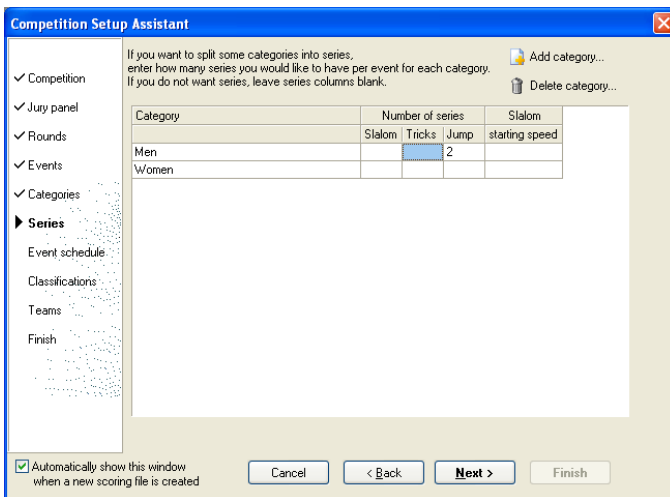 Competition Setup Assistant
If you want to split some categories into series,
enter how many series you would like to have per event for each category.
If you do not want series, leave series columns blank.
Add category...
Delete category...
Competition
Jury panel
Rounds
Events
Categories
Series
Event schedule
Classifications
Teams
Finish
Category Number of series Slalom
Slalom Tricks Jump starting speed
Men 2
Women
Automatically show this window
when a new scoring file is created
Cancel < Back Next > Finish